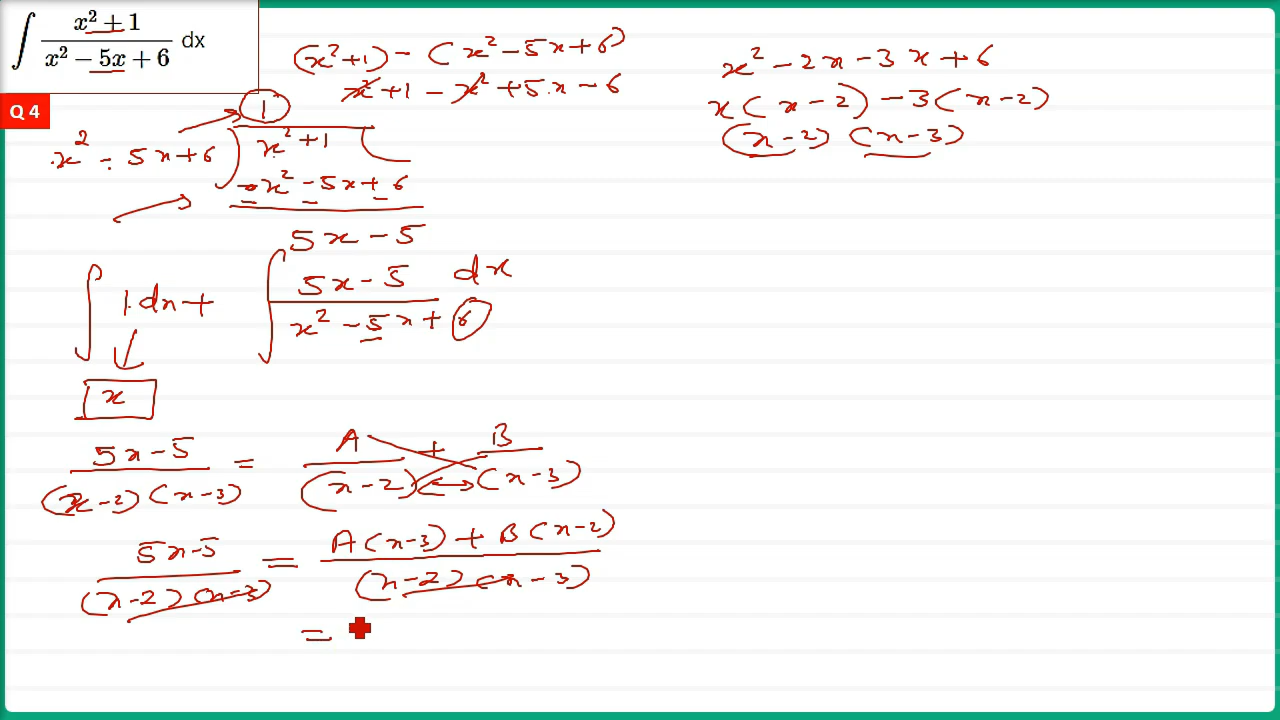 ∫ (x² + 1)/(x² − 5x + 6) dx
Q 4
(x²+1) − (x²−5x+6)
x²+1 − x² +5x −6
1
x² − 5x+6 ) x²+1
−x² −5x+6
5x−5
∫ 1.dx + ∫ (5x−5)/(x² −5x+6) dx
x
(5x−5)/((x−2)(x−3)) = A/(x−2) + B/(x−3)
(5x−5)/((x−2)(x−3)) = (A(x−3) + B(x−2))/((x−2)(x−3))
=
x² −2x −3x+6
x(x−2) −3(x−2)
(x−2) (x−3)